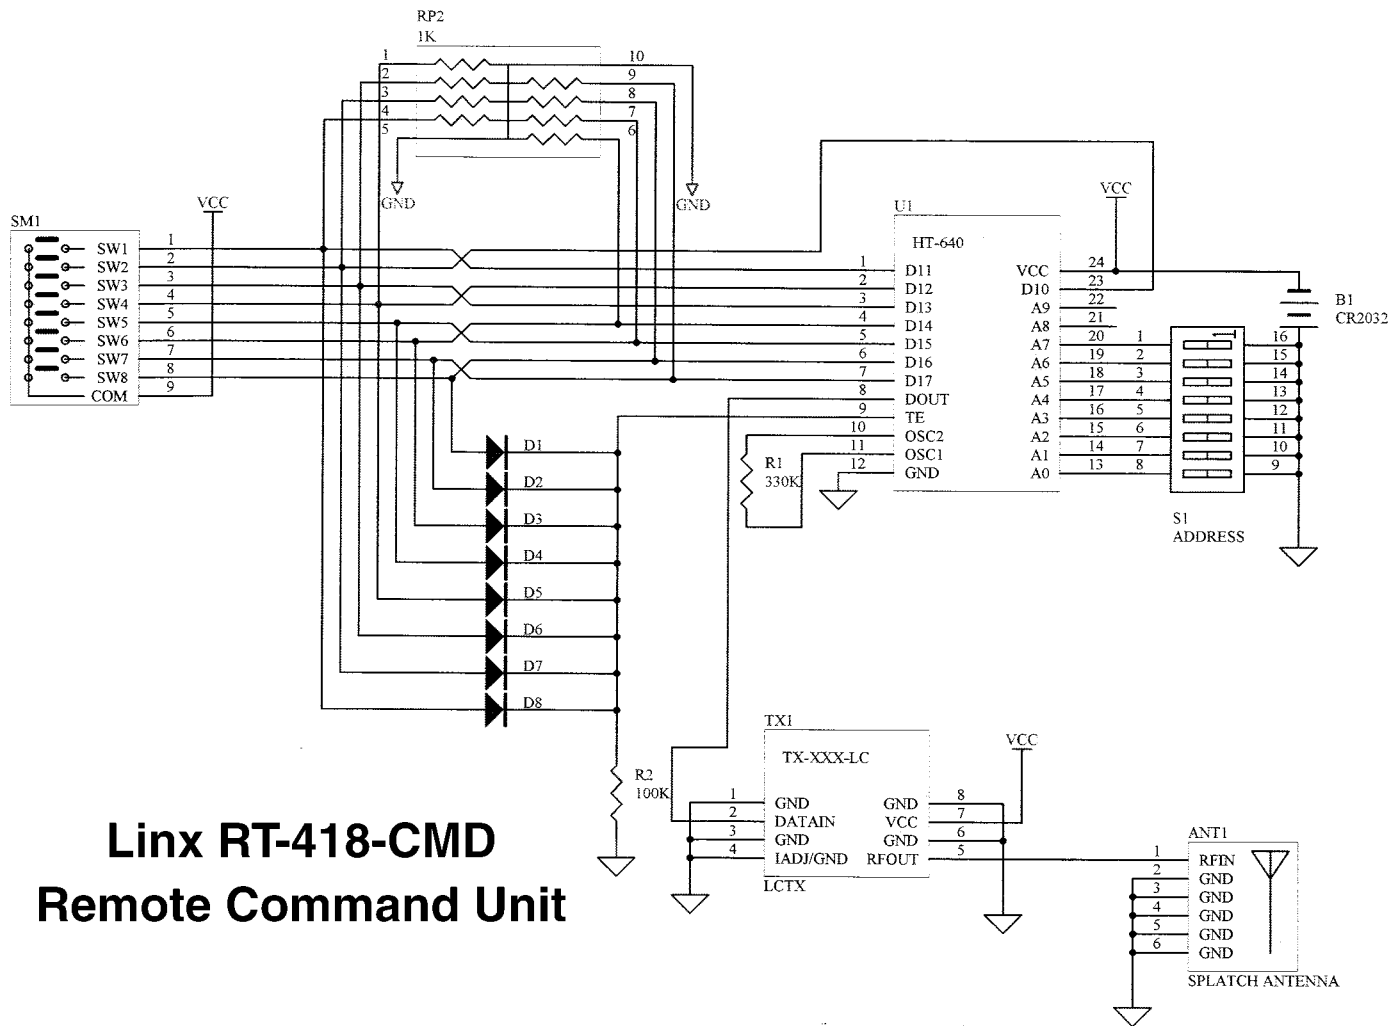 RP2
1K
1
2
3
4
5
10
9
8
7
6
GND
GND
VCC
SM1
SW1 1
SW2 2
SW3 3
SW4 4
SW5 5
SW6 6
SW7 7
SW8 8
COM 9
U1
HT-640
VCC
1 D11 VCC 24
2 D12 D10 23
3 D13 A9 22
4 D14 A8 21
5 D15 A7 20
6 D16 A6 19
7 D17 A5 18
8 DOUT A4 17
9 TE A3 16
10 OSC2 A2 15
11 OSC1 A1 14
12 GND A0 13
B1
CR2032
1 16
2 15
3 14
4 13
5 12
6 11
7 10
8 9
S1
ADDRESS
R1
330K
D1
D2
D3
D4
D5
D6
D7
D8
R2
100K
TX1
TX-XXX-LC
VCC
1 GND GND 8
2 DATAIN VCC 7
3 GND GND 6
4 IADJ/GND RFOUT 5
LCTX
ANT1
1 RFIN
2 GND
3 GND
4 GND
5 GND
6 GND
SPLATCH ANTENNA
Linx RT-418-CMD
Remote Command Unit